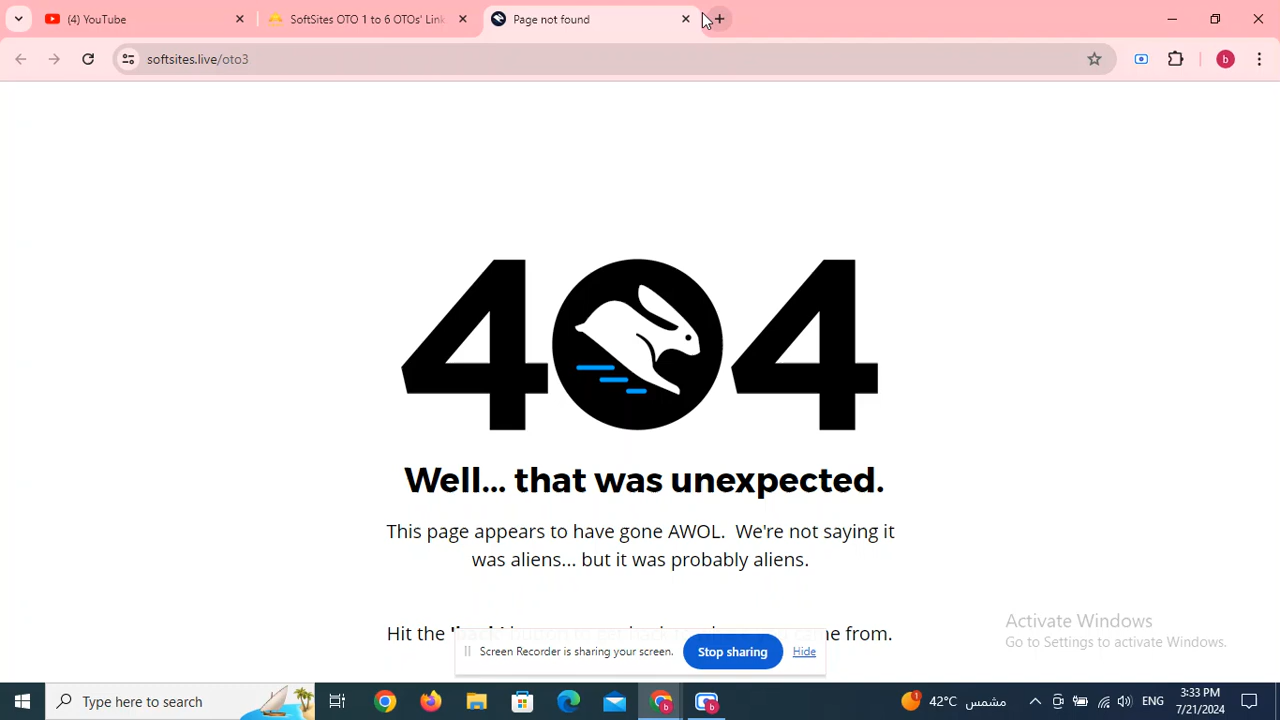 (4) YouTube
SoftSites OTO 1 to 6 OTOs' Link
Page not found
softsites.live/oto3
b
404
Well... that was unexpected.
This page appears to have gone AWOL. We're not saying it
was aliens... but it was probably aliens.
Hit the
came from.
Screen Recorder is sharing your screen.
Stop sharing
Hide
Activate Windows
Go to Settings to activate Windows.
Type here to search
b
b
1
42°C مشمس
ENG
3:33 PM
7/21/2024